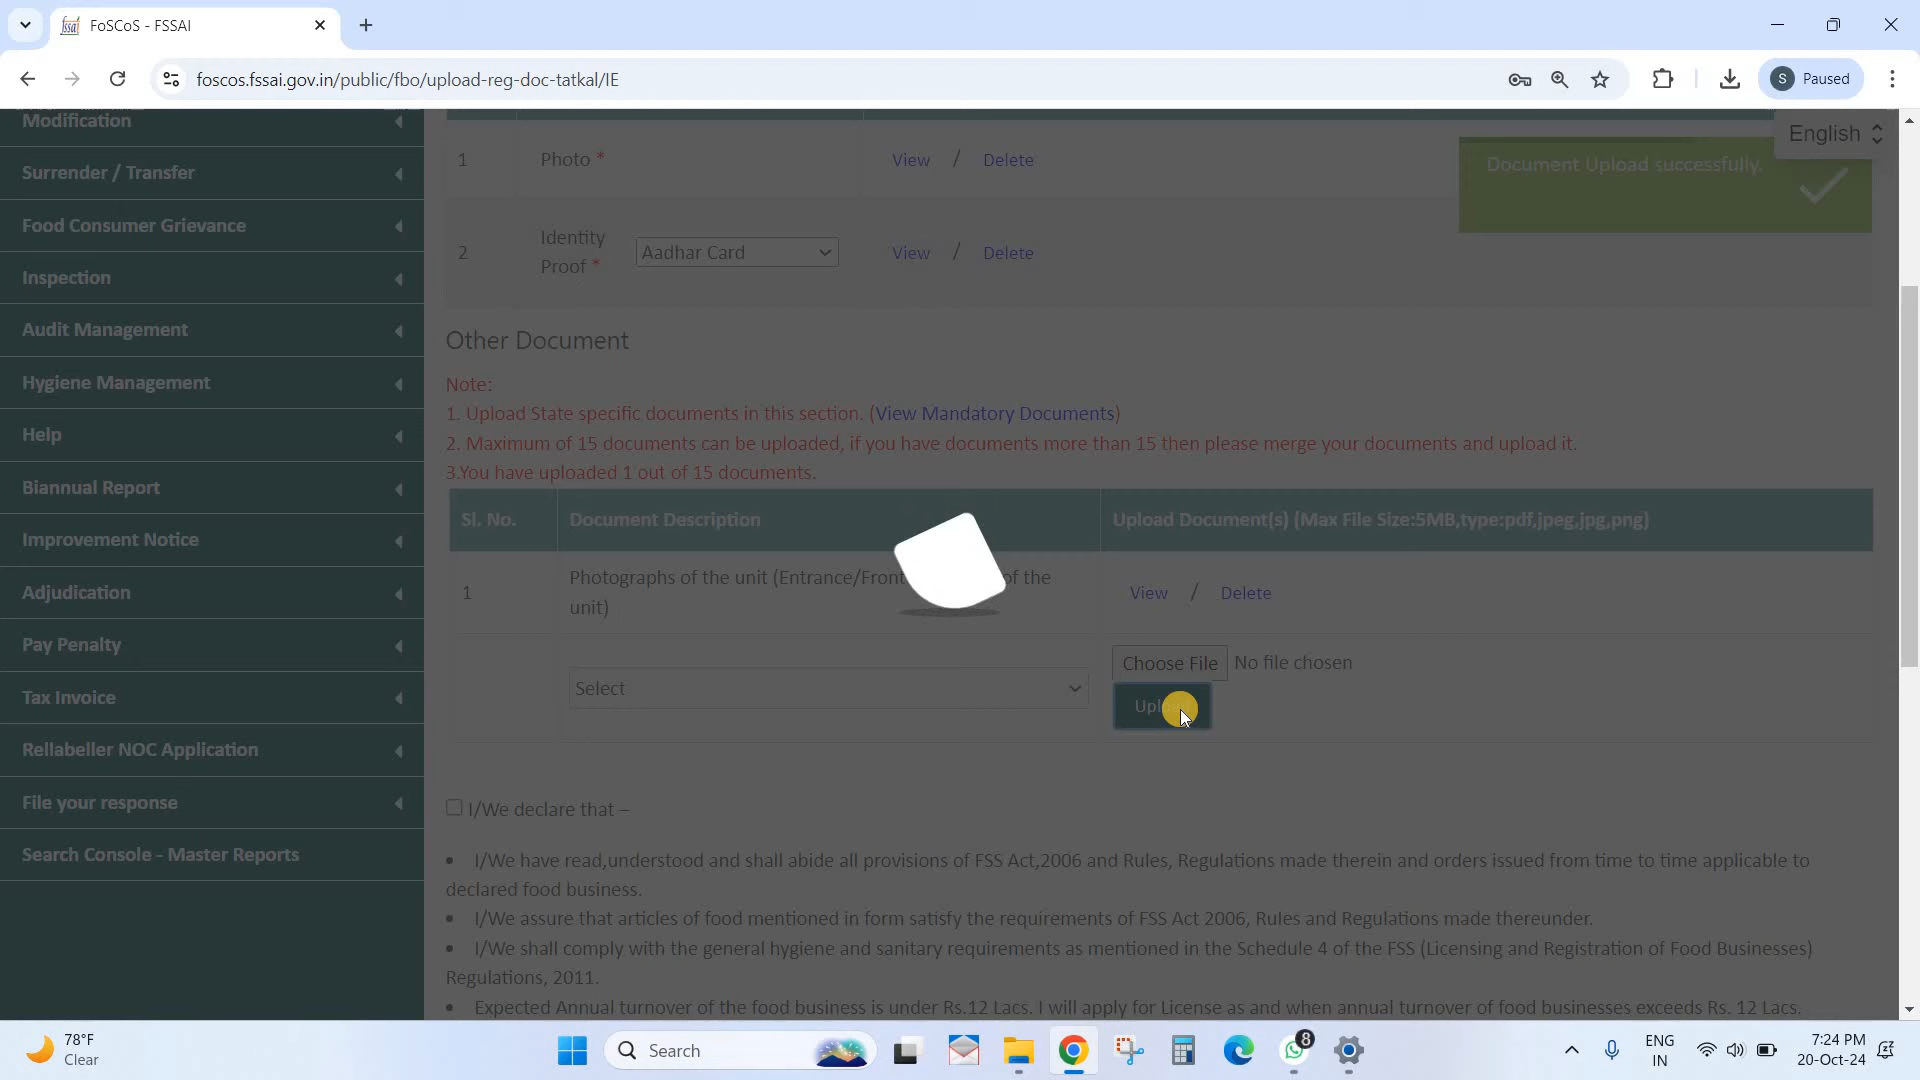 FoSCoS - FSSAI
foscos.fssai.gov.in/public/fbo/upload-reg-doc-tatkal/IE
S Paused
Modification
Surrender / Transfer
Food Consumer Grievance
Inspection
Audit Management
Hygiene Management
Help
Biannual Report
Improvement Notice
Adjudication
Pay Penalty
Tax Invoice
Rellabeller NOC Application
File your response
Search Console - Master Reports
English
Document Upload successfully.
1 Photo * View / Delete
2 Identity Proof * Aadhar Card View / Delete
Other Document
Note:
1. Upload State specific documents in this section. (View Mandatory Documents)
2. Maximum of 15 documents can be uploaded, if you have documents more than 15 then please merge your documents and upload it.
3.You have uploaded 1 out of 15 documents.
Sl. No. Document Description Upload Document(s) (Max File Size:5MB,type:pdf,jpeg,jpg,png)
1 Photographs of the unit (Entrance/Front of the
unit) View / Delete
Select Choose File No file chosen
I/We declare that –
• I/We have read,understood and shall abide all provisions of FSS Act,2006 and Rules, Regulations made therein and orders issued from time to time applicable to
declared food business.
• I/We assure that articles of food mentioned in form satisfy the requirements of FSS Act 2006, Rules and Regulations made thereunder.
• I/We shall comply with the general hygiene and sanitary requirements as mentioned in the Schedule 4 of the FSS (Licensing and Registration of Food Businesses)
Regulations, 2011.
• Expected Annual turnover of the food business is under Rs.12 Lacs. I will apply for License as and when annual turnover of food businesses exceeds Rs. 12 Lacs.
78°F
Clear
Search
8
ENG
IN
7:24 PM
20-Oct-24